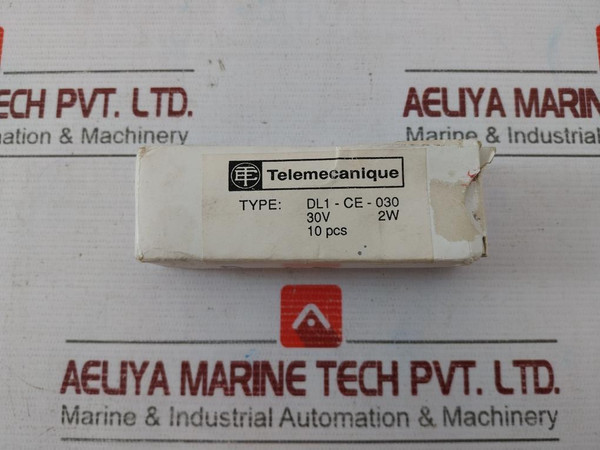 TECH PVT. LTD.
mation & Machinery
AELIYA MARINE
Marine & Industrial
Telemecanique
TYPE: DL1 - CE - 030
30V 2W
10 pcs
AELIYA MARINE TECH PVT. LTD.
Marine & Industrial Automation & Machinery